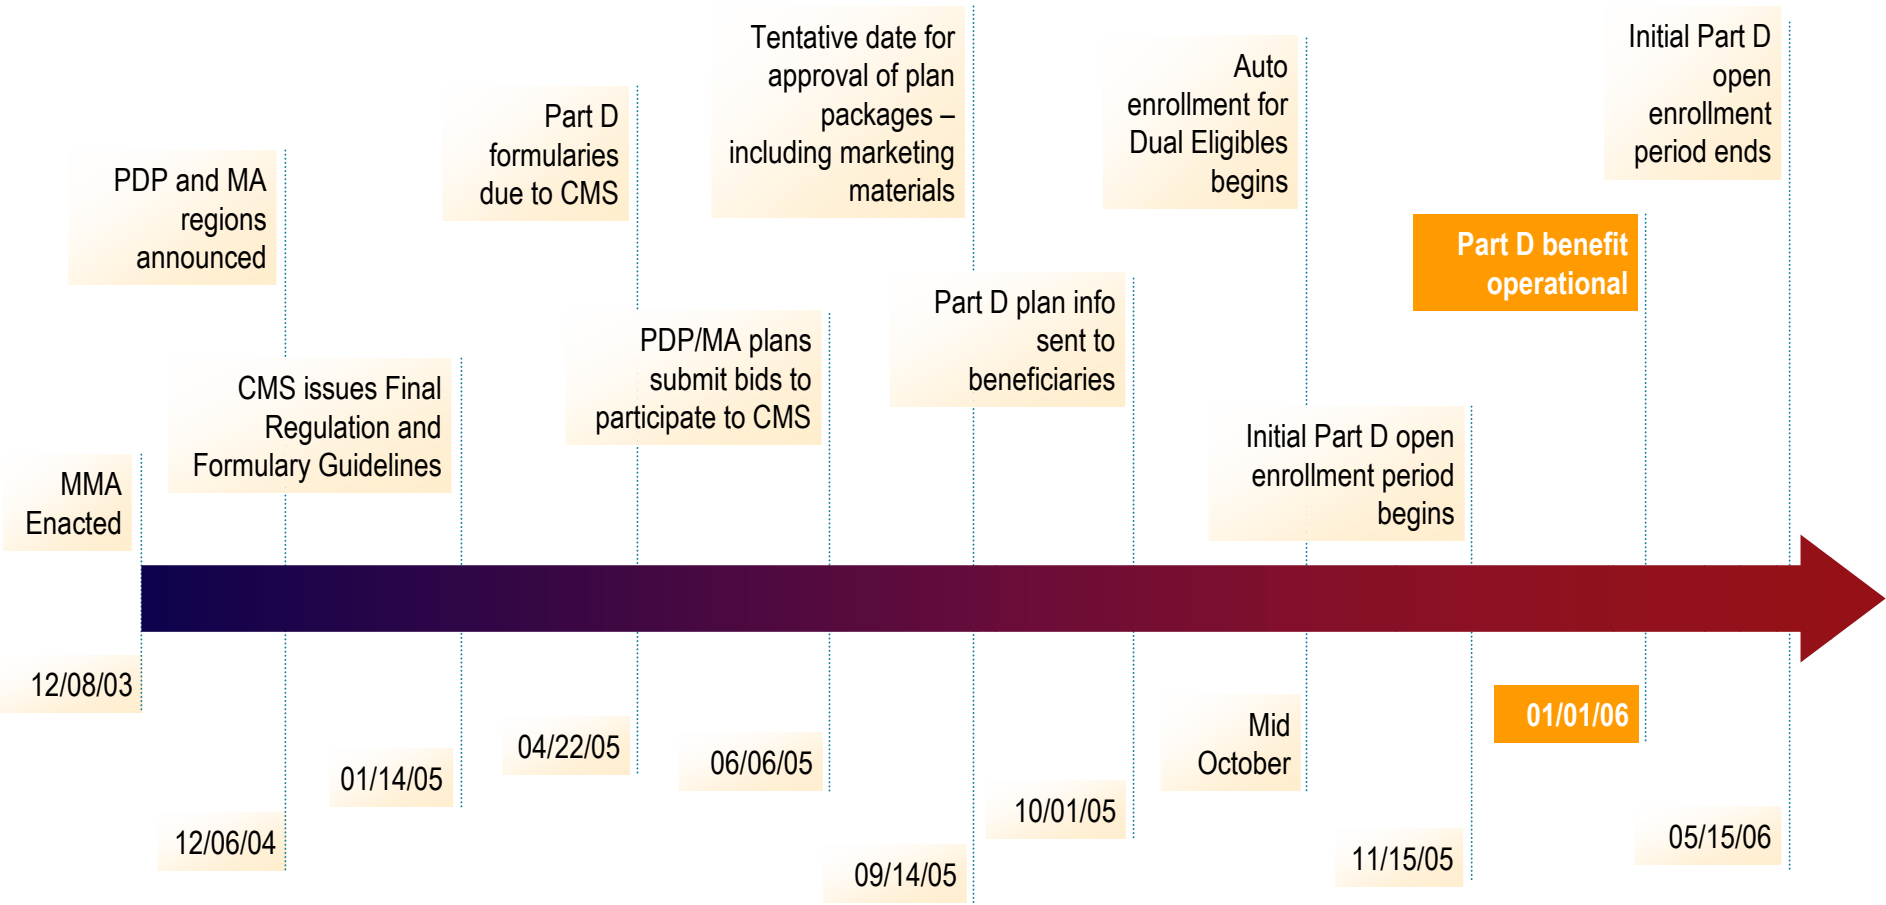 MMA
Enacted
12/08/03
PDP and MA
regions
announced
12/06/04
CMS issues Final
Regulation and
Formulary Guidelines
01/14/05
Part D
formularies
due to CMS
04/22/05
PDP/MA plans
submit bids to
participate to CMS
06/06/05
Tentative date for
approval of plan
packages –
including marketing
materials
09/14/05
Part D plan info
sent to
beneficiaries
10/01/05
Auto
enrollment for
Dual Eligibles
begins
Mid
October
Initial Part D open
enrollment period
begins
11/15/05
Part D benefit
operational
01/01/06
Initial Part D
open
enrollment
period ends
05/15/06